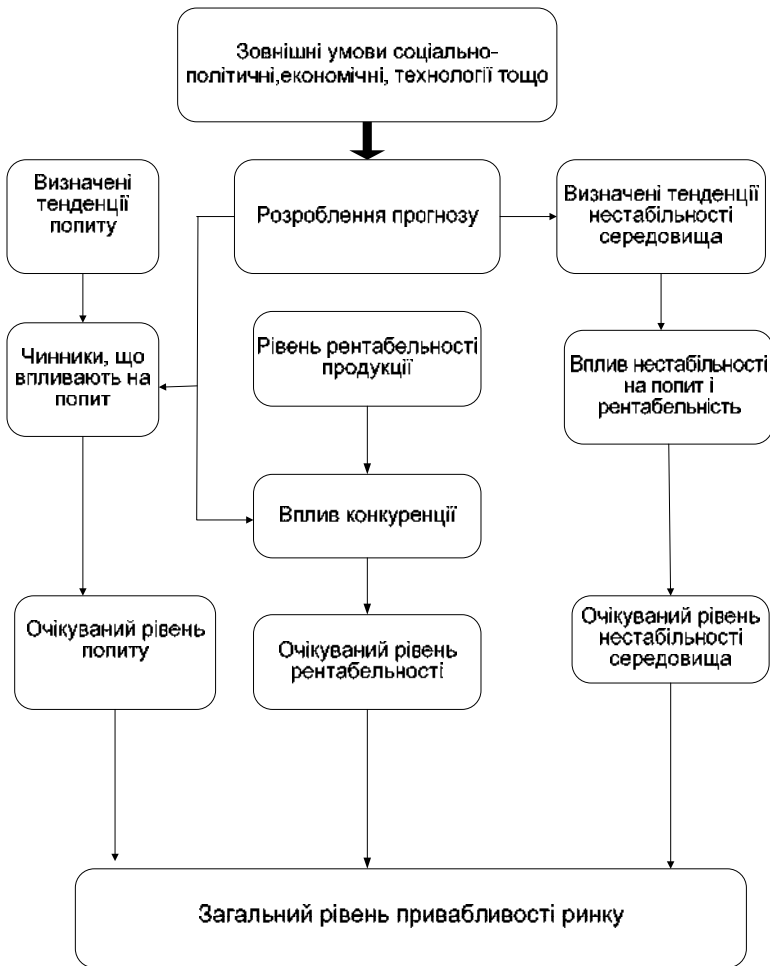 Зовнішні умови соціально-
політичні,економічні, технології тощо
Визначені
тенденції
попиту
Розроблення прогнозу
Визначені тенденції
нестабільності
середовища
Чинники, що
впливають на
попит
Рівень рентабельності
продукції
Вплив нестабільності
на попит і
рентабельність
Вплив конкуренції
Очікуваний рівень
попиту
Очікуваний рівень
рентабельності
Очікуваний рівень
нестабільності
середовища
Загальний рівень привабливості ринку